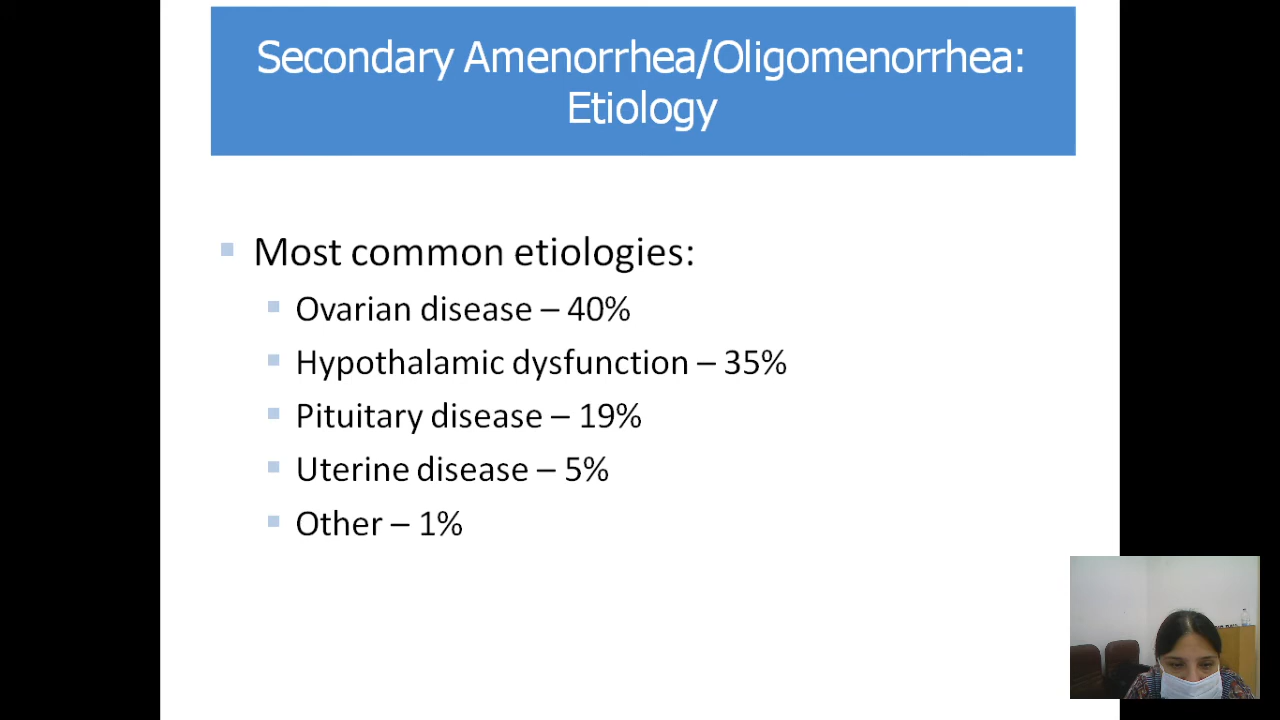 Secondary Amenorrhea/Oligomenorrhea:
Etiology
Most common etiologies:
Ovarian disease – 40%
Hypothalamic dysfunction – 35%
Pituitary disease – 19%
Uterine disease – 5%
Other – 1%